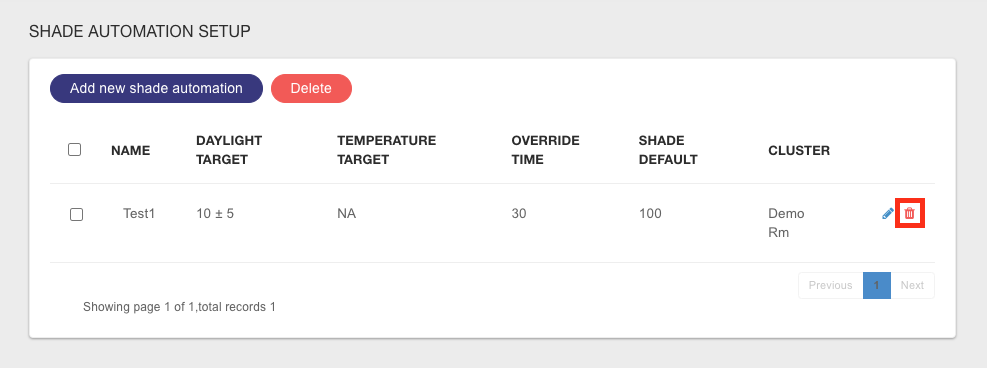 SHADE AUTOMATION SETUP
Add new shade automation Delete
NAME DAYLIGHT TARGET TEMPERATURE TARGET OVERRIDE TIME SHADE DEFAULT CLUSTER
Test1 10 ± 5 NA 30 100 Demo Rm
Previous 1 Next
Showing page 1 of 1,total records 1